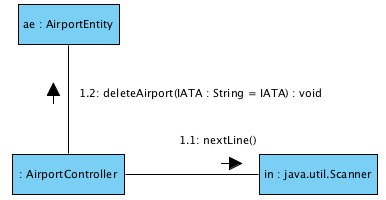 ae : AirportEntity
1.2: deleteAirport(IATA : String = IATA) : void
1.1: nextLine()
: AirportController
in : java.util.Scanner